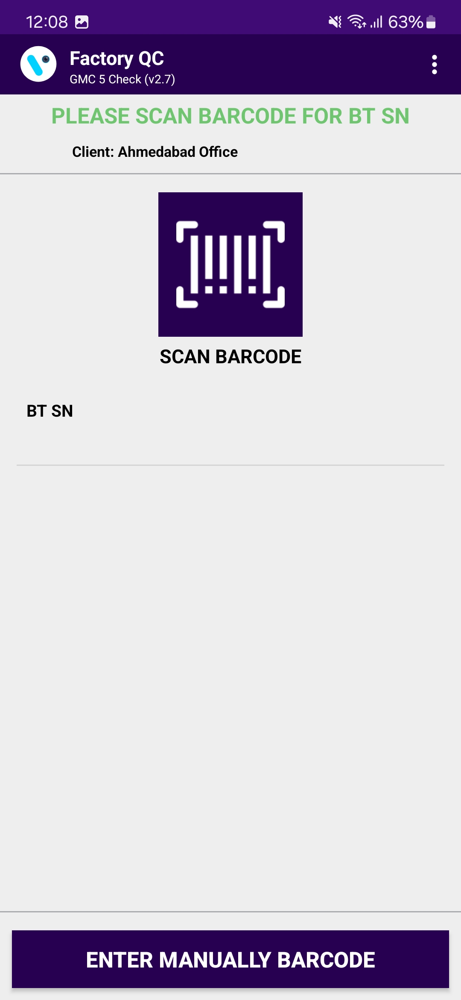 12:08
63%
Factory QC
GMC 5 Check (v2.7)
PLEASE SCAN BARCODE FOR BT SN
Client: Ahmedabad Office
SCAN BARCODE
BT SN
ENTER MANUALLY BARCODE